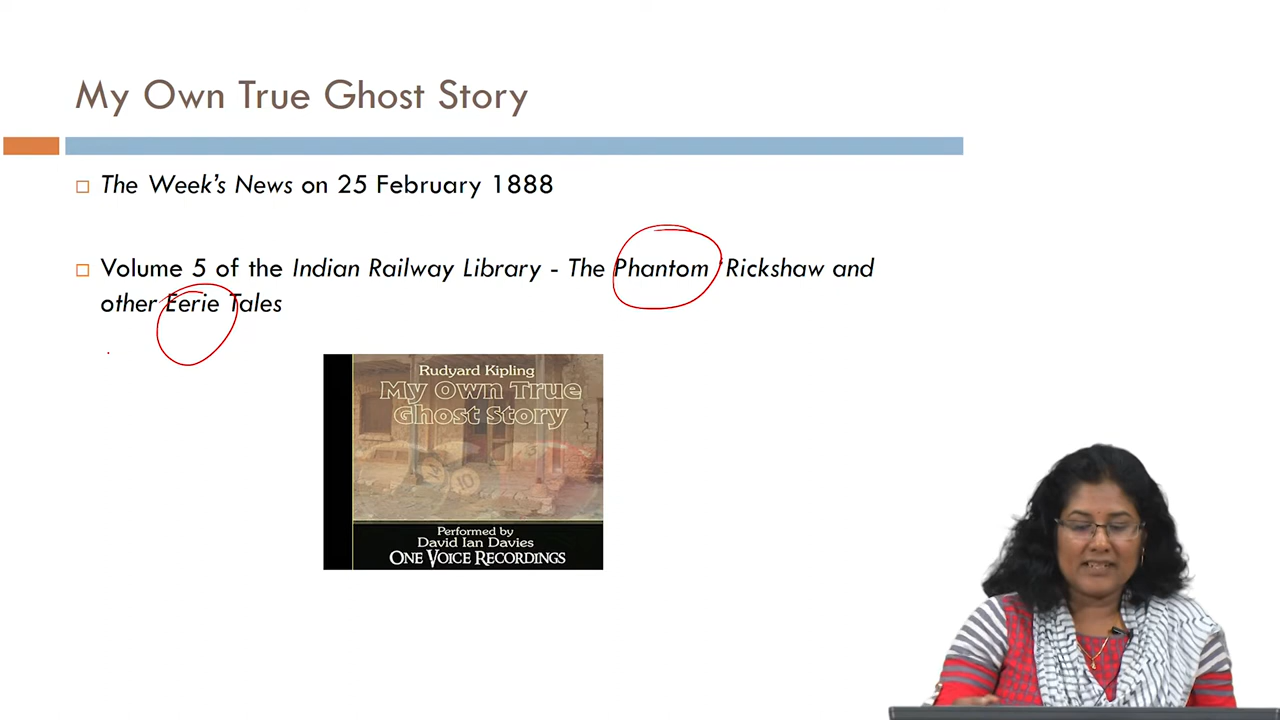 My Own True Ghost Story
The Week's News on 25 February 1888
Volume 5 of the Indian Railway Library - The Phantom 'Rickshaw and
other Eerie Tales
Rudyard Kipling
My Own True
Ghost Story
10
Performed by
David Ian Davies
ONE VOICE RECORDINGS